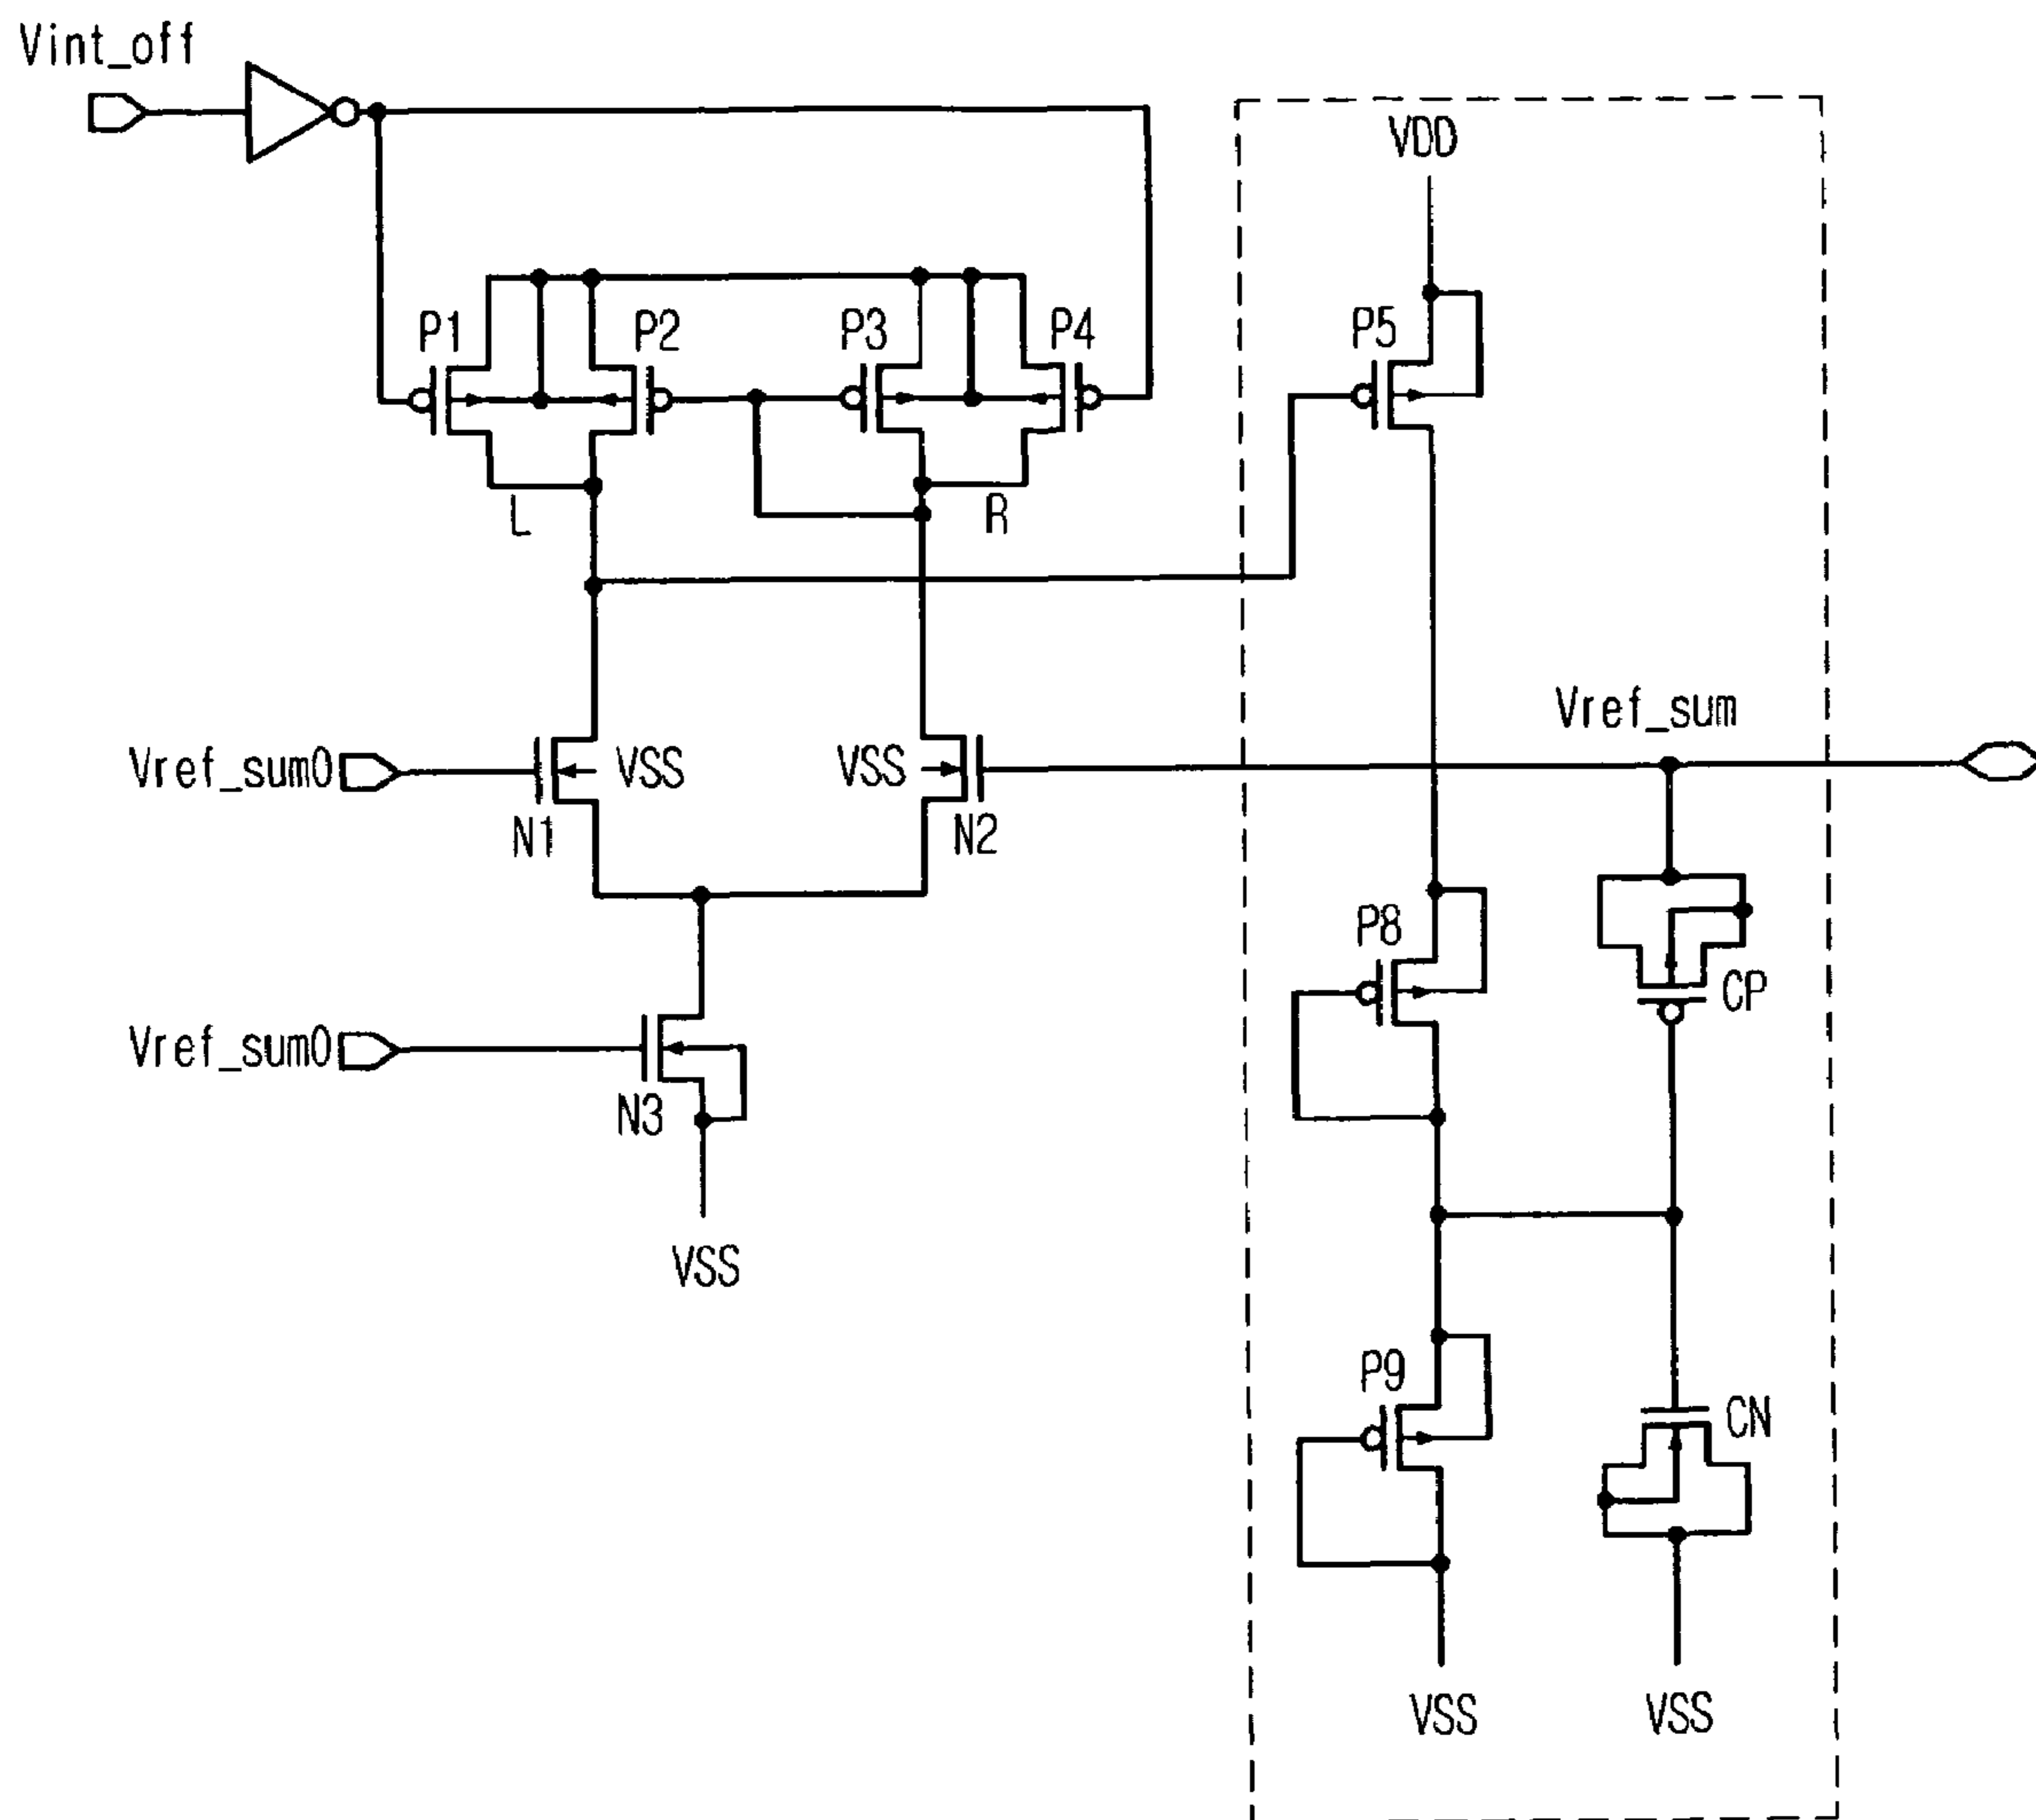 Vint_off
VDD
P1
P2
P3
P4
P5
L
R
Vref_sum
Vref_sum0
VSS
VSS
N1
N2
P8
CP
Vref_sum0
N3
VSS
P9
CN
VSS
VSS